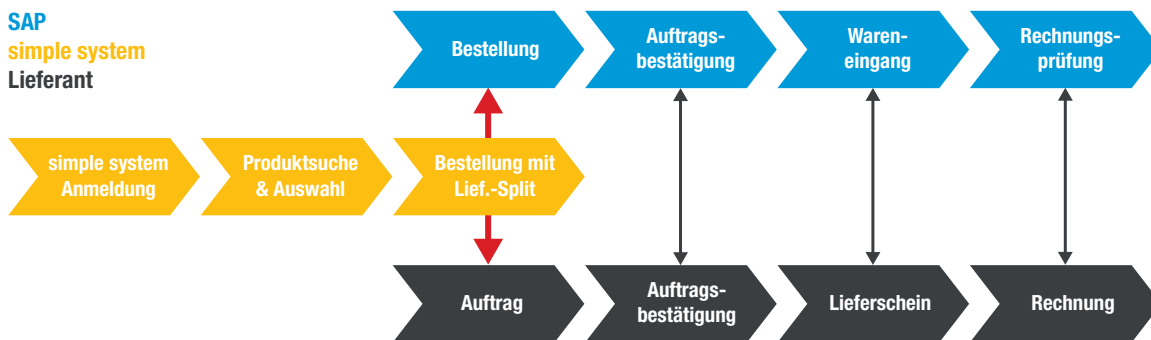 SAP
simple system
Lieferant
Bestellung
Auftrags-
bestätigung
Waren-
eingang
Rechnungs-
prüfung
simple system
Anmeldung
Produktsuche
& Auswahl
Bestellung mit
Lief.-Split
Auftrag
Auftrags-
bestätigung
Lieferschein
Rechnung